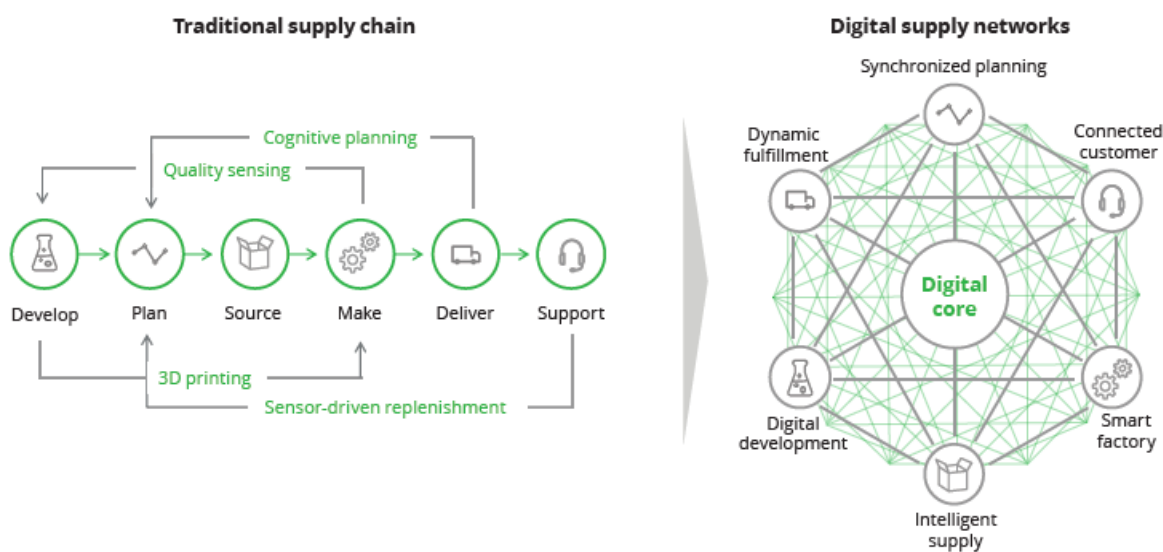 Traditional supply chain
Cognitive planning
Quality sensing
Develop
Plan
Source
Make
Deliver
Support
3D printing
Sensor-driven replenishment
Digital supply networks
Synchronized planning
Dynamic
fulfillment
Connected
customer
Digital
core
Digital
development
Smart
factory
Intelligent
supply